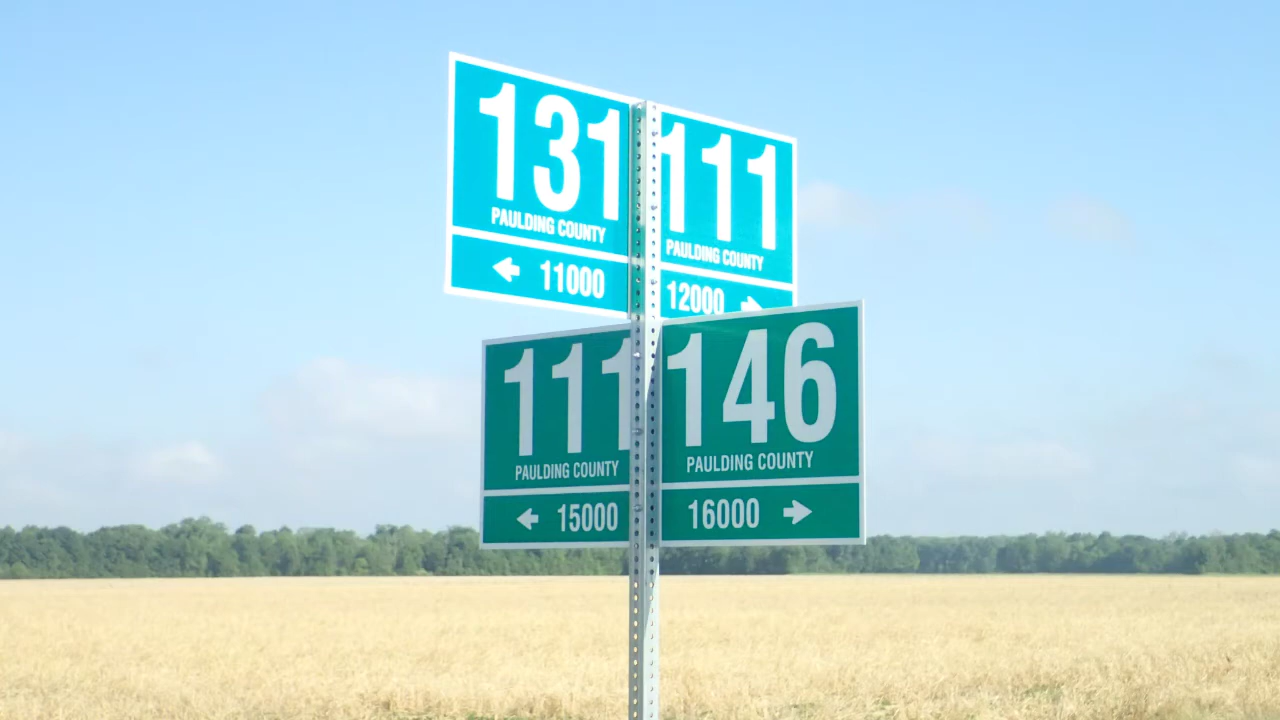 131
PAULDING COUNTY
← 11000
111
PAULDING COUNTY
12000 →
111
PAULDING COUNTY
← 15000
146
PAULDING COUNTY
16000 →